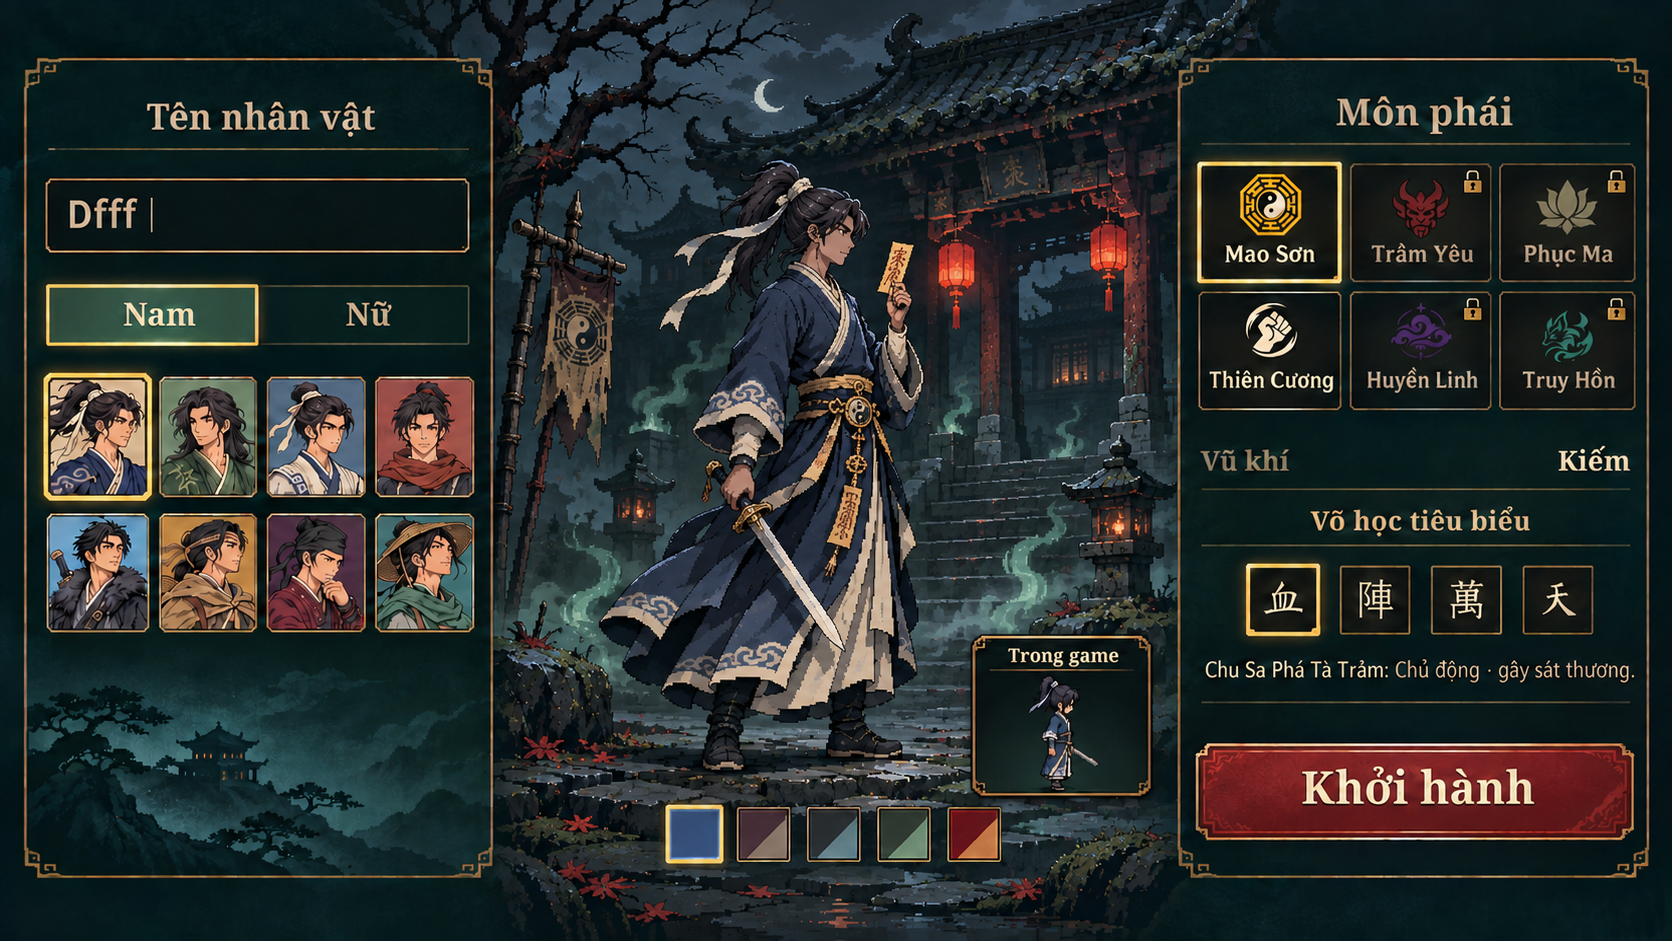 Tên nhân vật
Dfff
Nam
Nữ
Trong game
Môn phái
Mao Sơn
Trầm Yêu
Phục Ma
Thiên Cương
Huyền Linh
Truy Hồn
Vũ khí
Kiếm
Võ học tiêu biểu
血
陣
萬
天
Chu Sa Phá Tà Trảm: Chủ động · gây sát thương.
Khởi hành